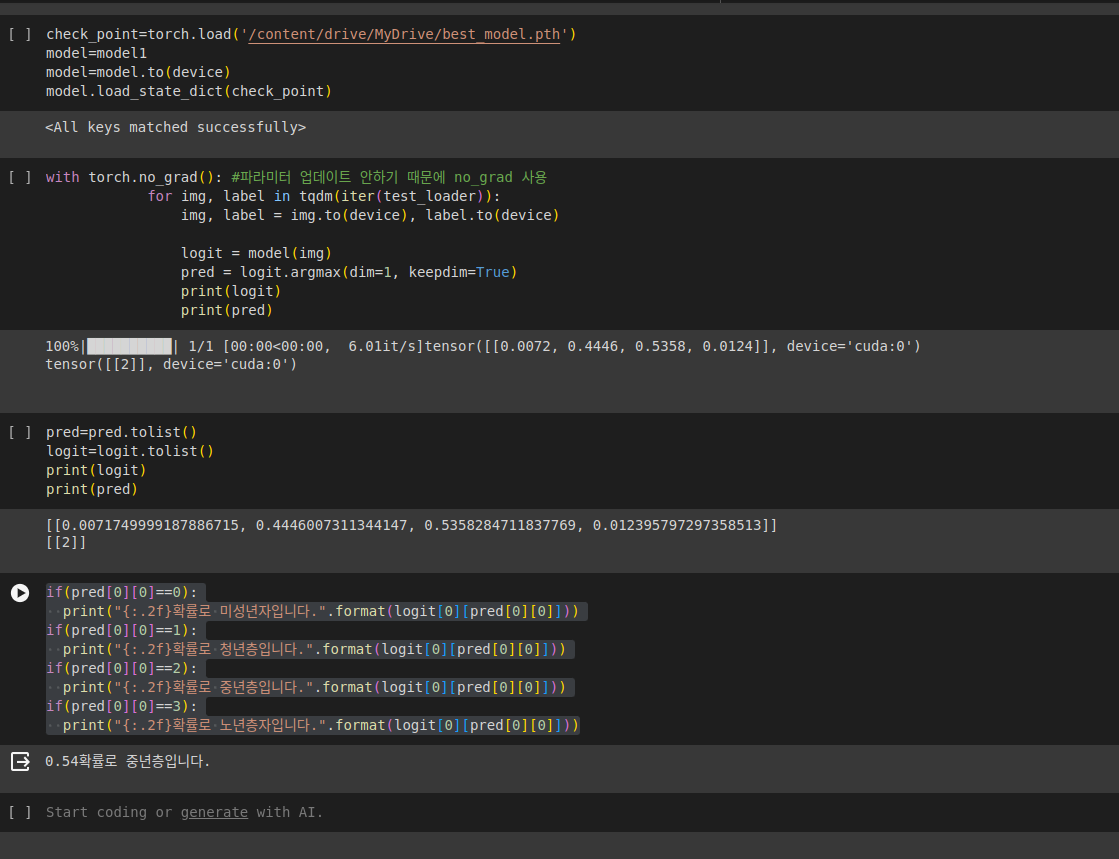 [ ] check_point=torch.load('/content/drive/MyDrive/best_model.pth')
model=model1
model=model.to(device)
model.load_state_dict(check_point)
<All keys matched successfully>
[ ] with torch.no_grad(): #파라미터 업데이트 안하기 때문에 no_grad 사용
for img, label in tqdm(iter(test_loader)):
img, label = img.to(device), label.to(device)
logit = model(img)
pred = logit.argmax(dim=1, keepdim=True)
print(logit)
print(pred)
100%|██████████| 1/1 [00:00<00:00,  6.01it/s]tensor([[0.0072, 0.4446, 0.5358, 0.0124]], device='cuda:0')
tensor([[2]], device='cuda:0')
[ ] pred=pred.tolist()
logit=logit.tolist()
print(logit)
print(pred)
[[0.0071749999187886715, 0.4446007311344147, 0.5358284711837769, 0.012395797297358513]]
[[2]]
if(pred[0][0]==0):
print("{:.2f}확률로 미성년자입니다.".format(logit[0][pred[0][0]]))
if(pred[0][0]==1):
print("{:.2f}확률로 청년층입니다.".format(logit[0][pred[0][0]]))
if(pred[0][0]==2):
print("{:.2f}확률로 중년층입니다.".format(logit[0][pred[0][0]]))
if(pred[0][0]==3):
print("{:.2f}확률로 노년층자입니다.".format(logit[0][pred[0][0]]))
0.54확률로 중년층입니다.
[ ] Start coding or generate with AI.